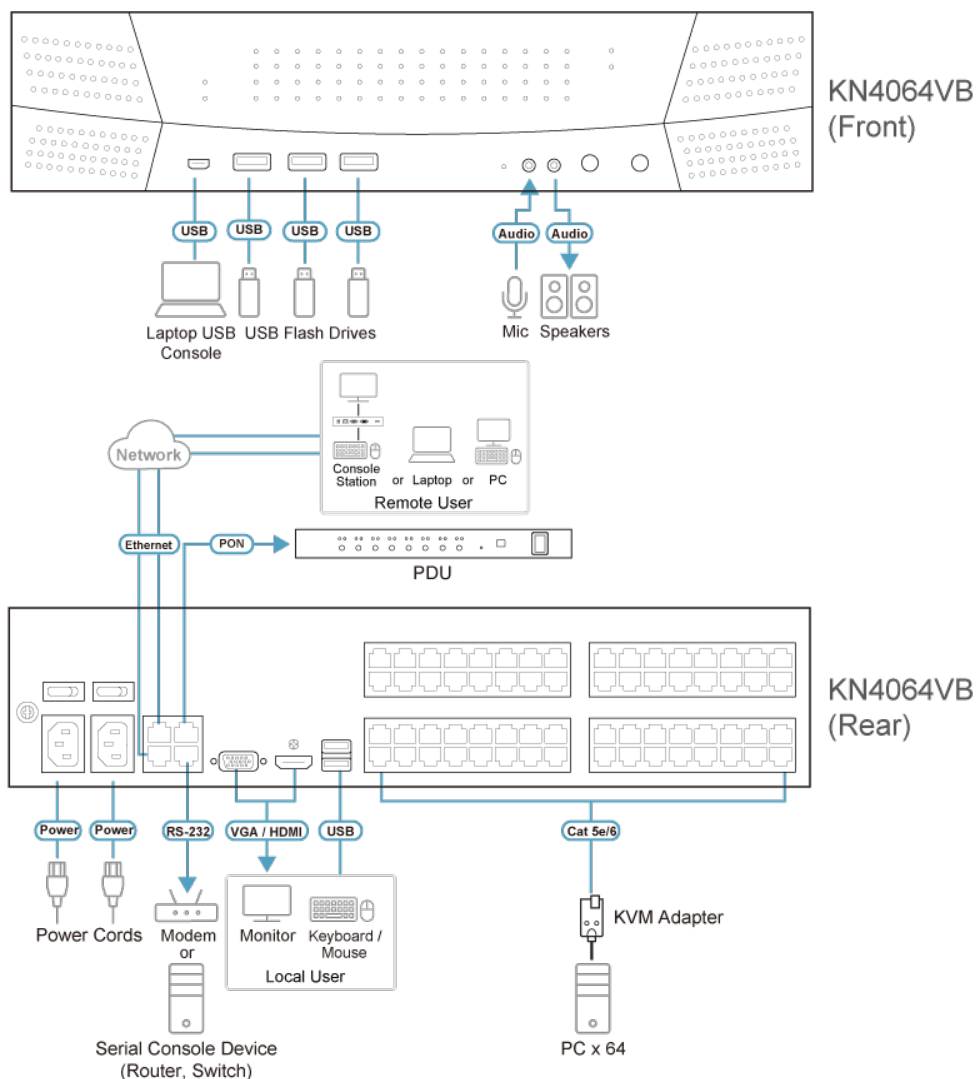 KN4064VB
(Front)
USB
USB
USB
USB
Audio
Audio
Laptop USB
Console
USB Flash Drives
Mic
Speakers
Network
Console
Station
or
Laptop
or
PC
Remote User
Ethernet
PON
PDU
KN4064VB
(Rear)
Power
Power
RS-232
VGA / HDMI
USB
Cat 5e/6
Power Cords
Modem
or
Monitor
Keyboard /
Mouse
Local User
KVM Adapter
Serial Console Device
(Router, Switch)
PC x 64